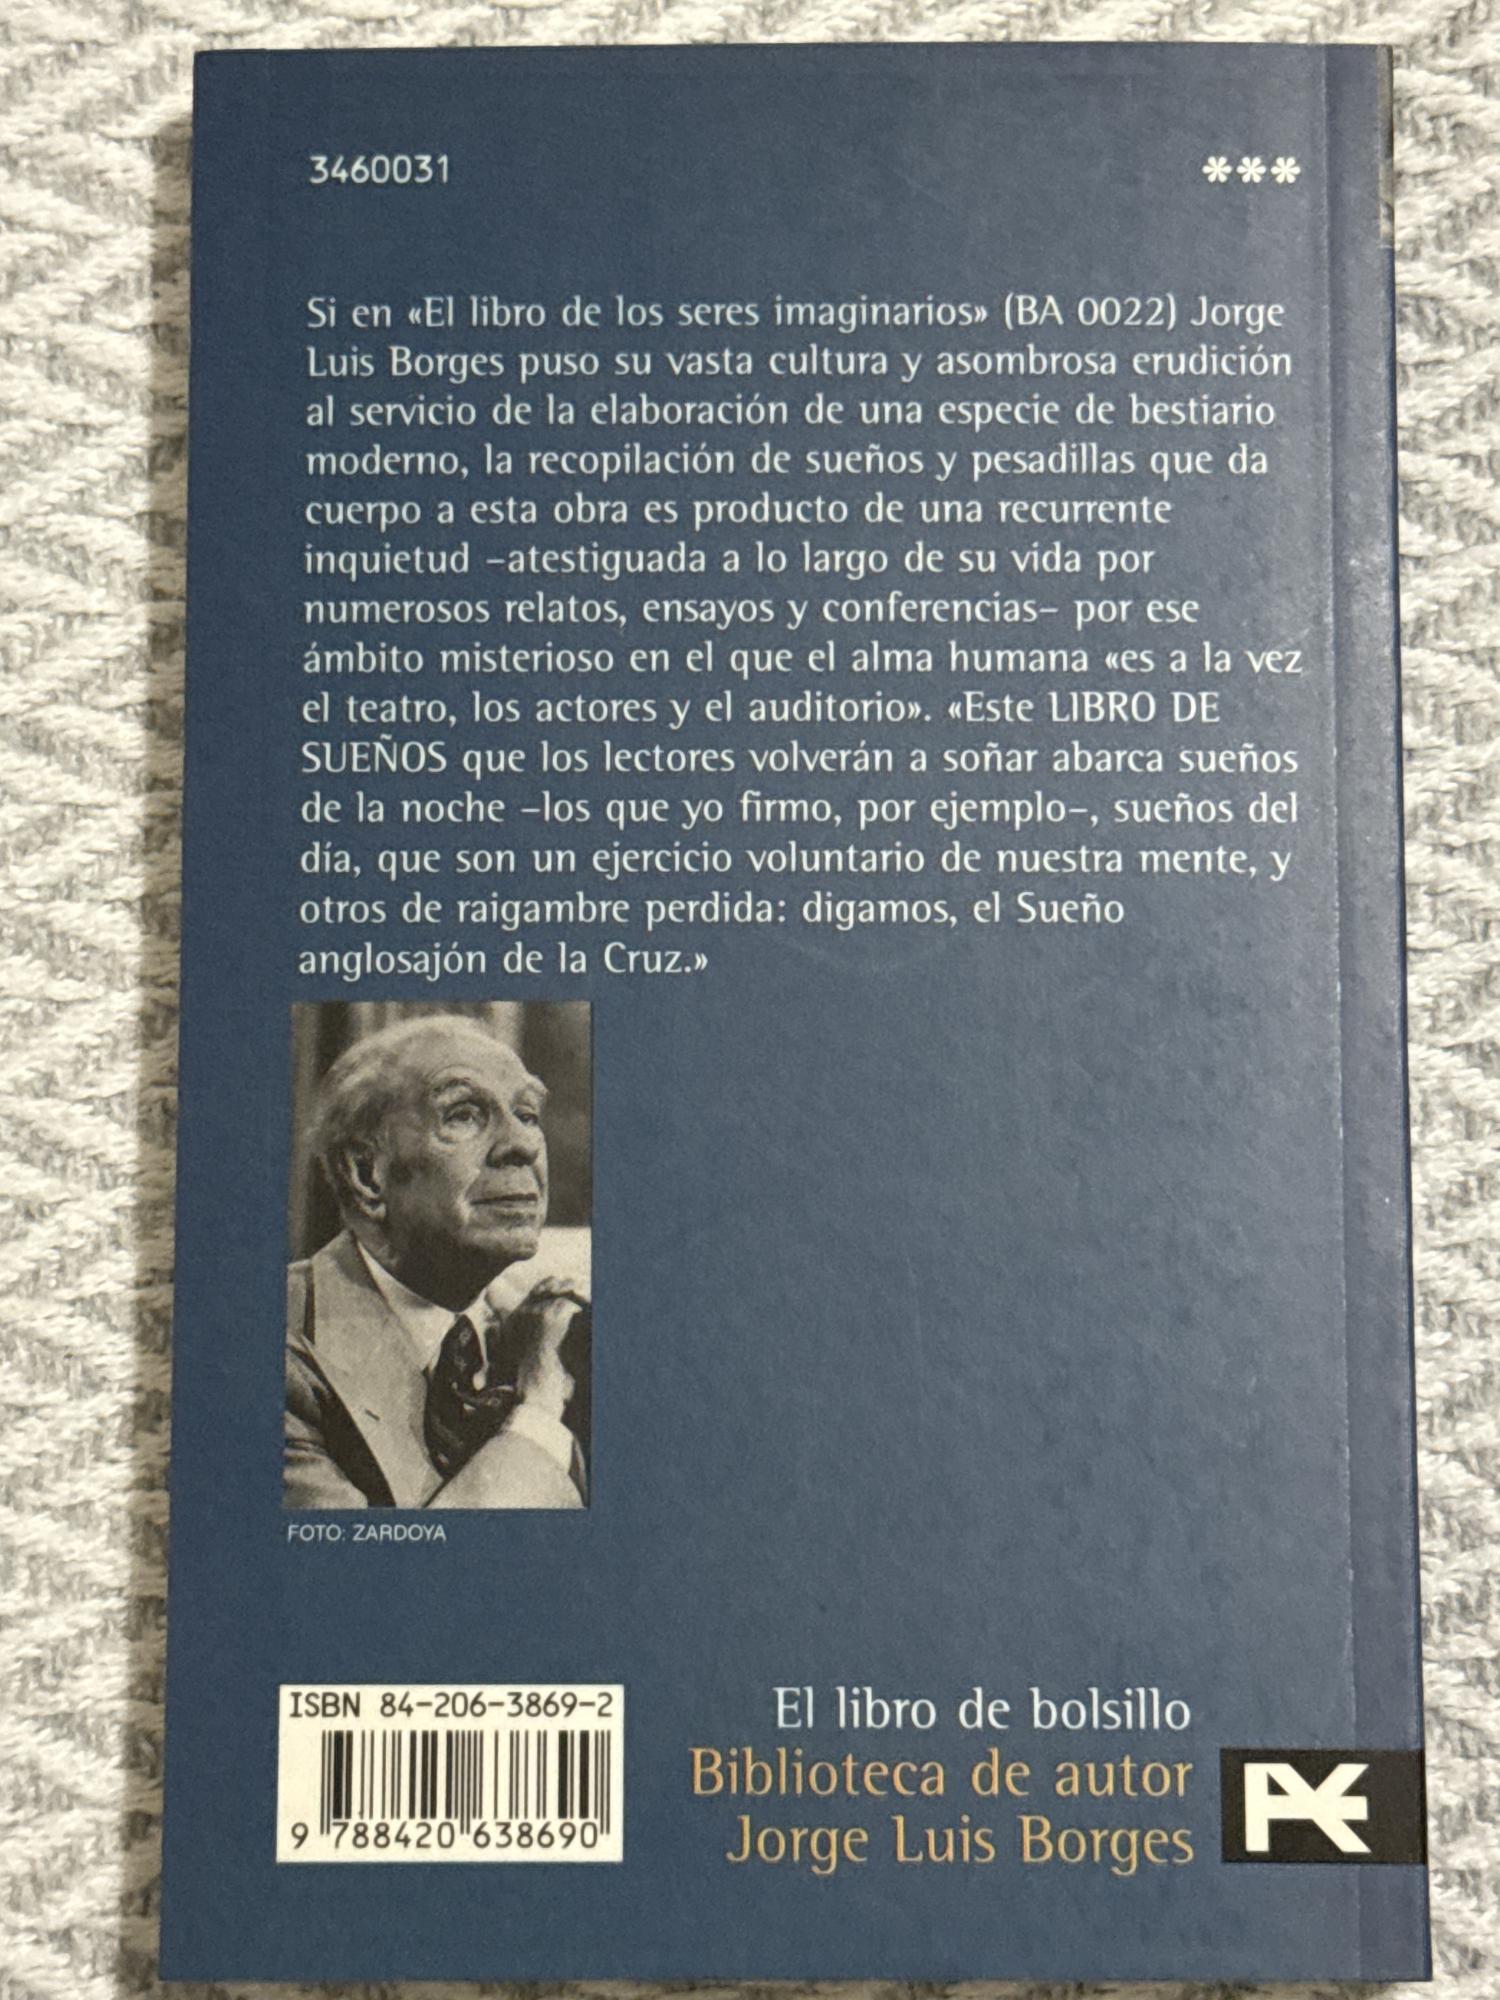 3460031 ***
Si en «El libro de los seres imaginarios» (BA 0022) Jorge
Luis Borges puso su vasta cultura y asombrosa erudición
al servicio de la elaboración de una especie de bestiario
moderno, la recopilación de sueños y pesadillas que da
cuerpo a esta obra es producto de una recurrente
inquietud –atestiguada a lo largo de su vida por
numerosos relatos, ensayos y conferencias– por ese
ámbito misterioso en el que el alma humana «es a la vez
el teatro, los actores y el auditorio». «Este LIBRO DE
SUEÑOS que los lectores volverán a soñar abarca sueños
de la noche –los que yo firmo, por ejemplo–, sueños del
día, que son un ejercicio voluntario de nuestra mente, y
otros de raigambre perdida: digamos, el Sueño
anglosajón de la Cruz.»
FOTO: ZARDOYA
ISBN 84-206-3869-2
9 788420 638690
El libro de bolsillo
Biblioteca de autor
Jorge Luis Borges